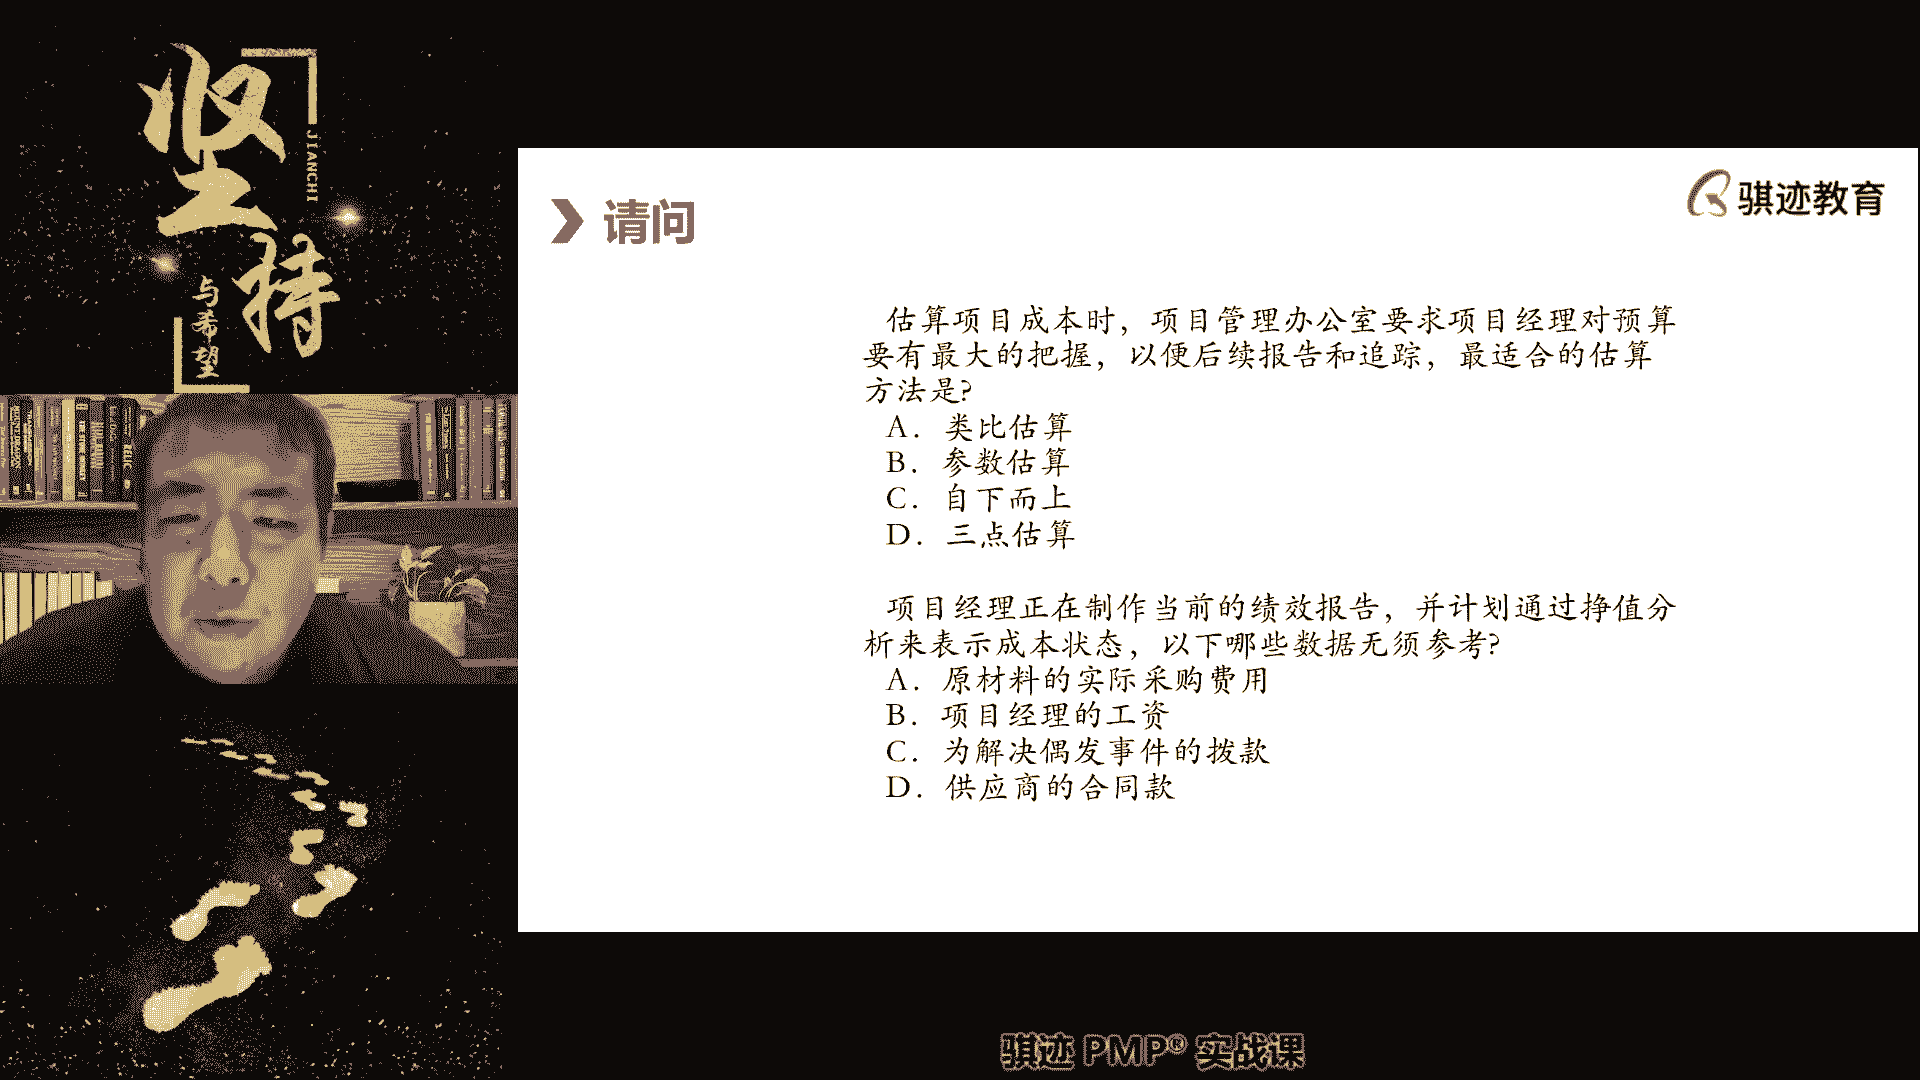 坚持
JIANCHI
与希望
骐迹教育
请问
估算项目成本时，项目管理办公室要求项目经理对预算
要有最大的把握，以便后续报告和追踪，最适合的估算
方法是?
A. 类比估算
B. 参数估算
C. 自下而上
D. 三点估算
项目经理正在制作当前的绩效报告，并计划通过挣值分
析来表示成本状态，以下哪些数据无须参考?
A. 原材料的实际采购费用
B. 项目经理的工资
C. 为解决偶发事件的拨款
D. 供应商的合同款
骐迹 PMP® 实战课